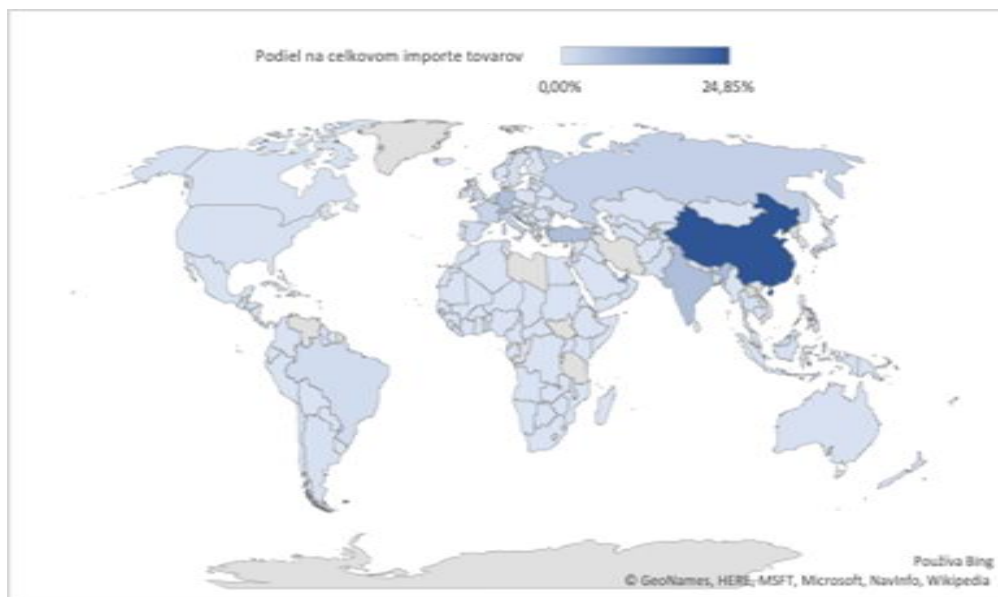 Podiel na celkovom importe tovarov
0,00% 24,85%
Používa Bing
© GeoNames, HERE, MSFT, Microsoft, NavInfo, Wikipedia